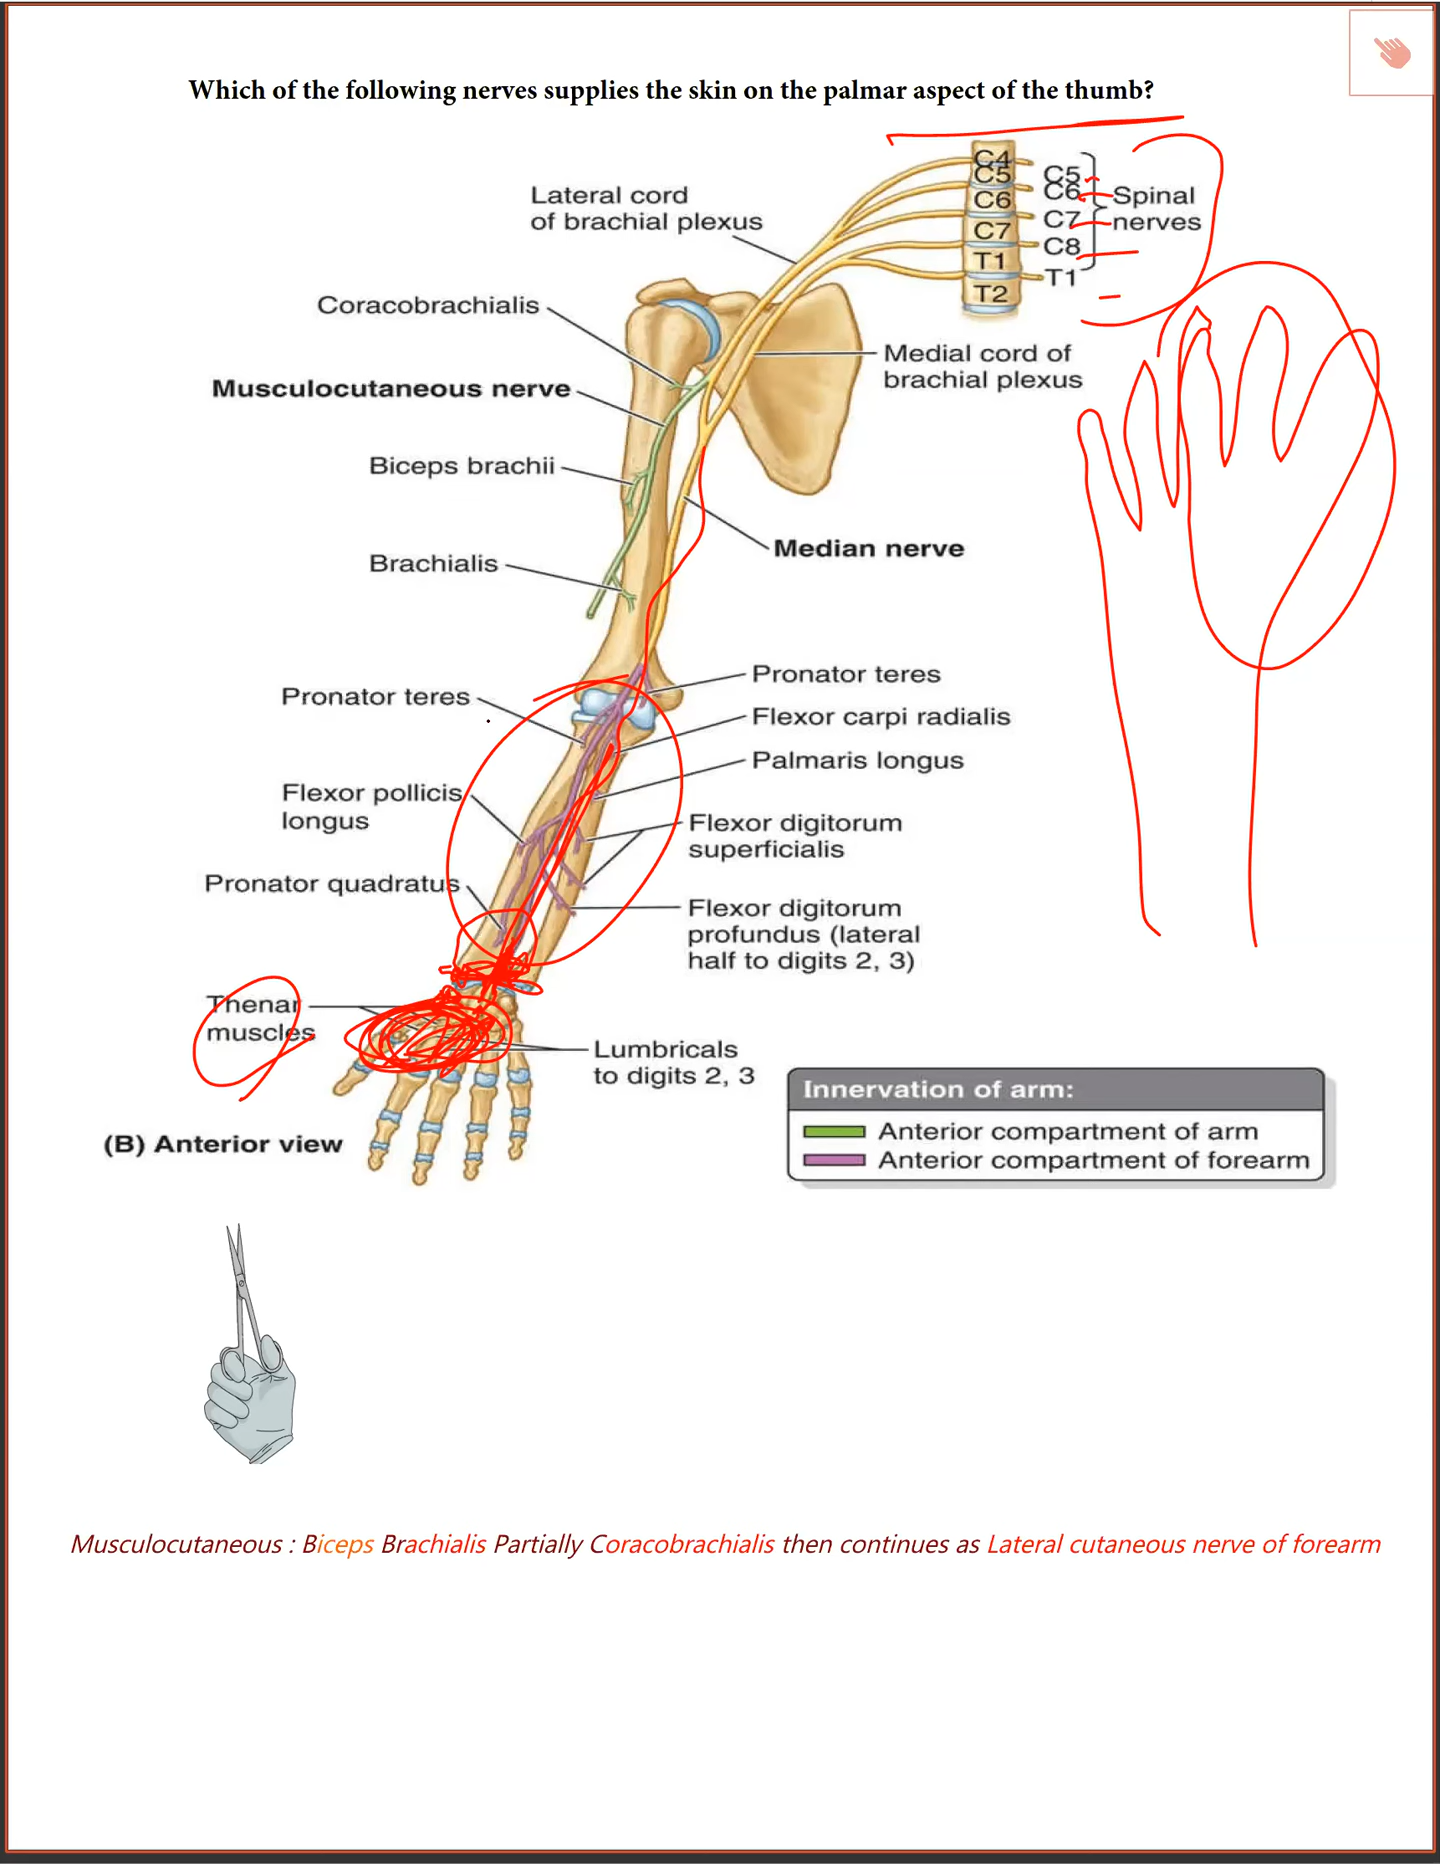 Which of the following nerves supplies the skin on the palmar aspect of the thumb?
C4
C5
C6
C7
T1
T2
C5
C6
C7
C8
T1
Spinal
nerves
Lateral cord
of brachial plexus
Coracobrachialis
Medial cord of
brachial plexus
Musculocutaneous nerve
Biceps brachii
Median nerve
Brachialis
Pronator teres
Pronator teres
Flexor carpi radialis
Palmaris longus
Flexor pollicis
longus
Flexor digitorum
superficialis
Pronator quadratus
Flexor digitorum
profundus (lateral
half to digits 2, 3)
Thenar
muscles
Lumbricals
to digits 2, 3
Innervation of arm:
Anterior compartment of arm
Anterior compartment of forearm
(B) Anterior view
Musculocutaneous : Biceps Brachialis Partially Coracobrachialis then continues as Lateral cutaneous nerve of forearm